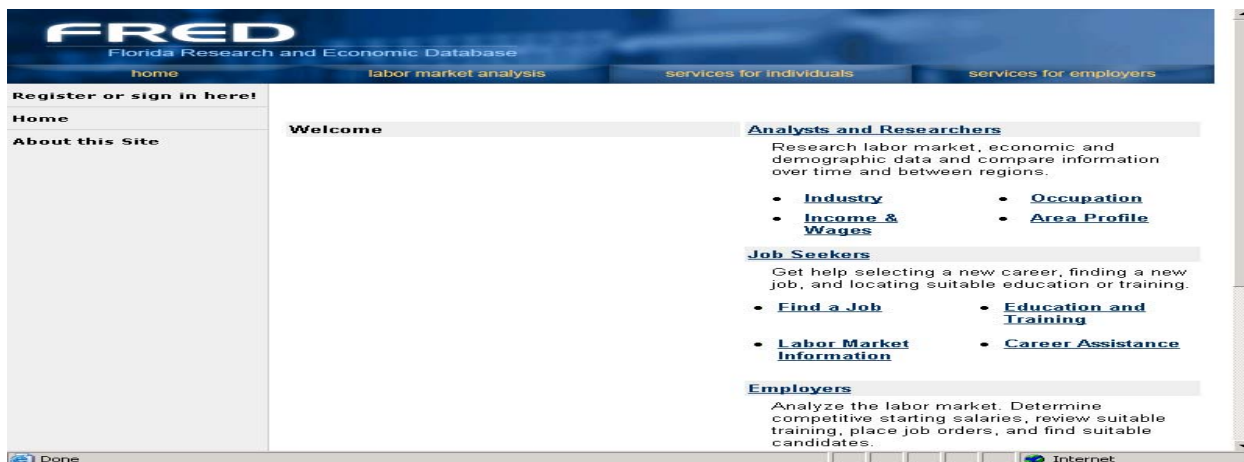 FRED
Florida Research and Economic Database
home labor market analysis services for individuals services for employers
Register or sign in here!
Home
About this Site
Welcome
Analysts and Researchers
Research labor market, economic and
demographic data and compare information
over time and between regions.
• Industry
• Occupation
• Income &
Wages
• Area Profile
Job Seekers
Get help selecting a new career, finding a new
job, and locating suitable education or training.
• Find a Job
• Education and
Training
• Labor Market
Information
• Career Assistance
Employers
Analyze the labor market. Determine
competitive starting salaries, review suitable
training, place job orders, and find suitable
candidates.
Done Internet